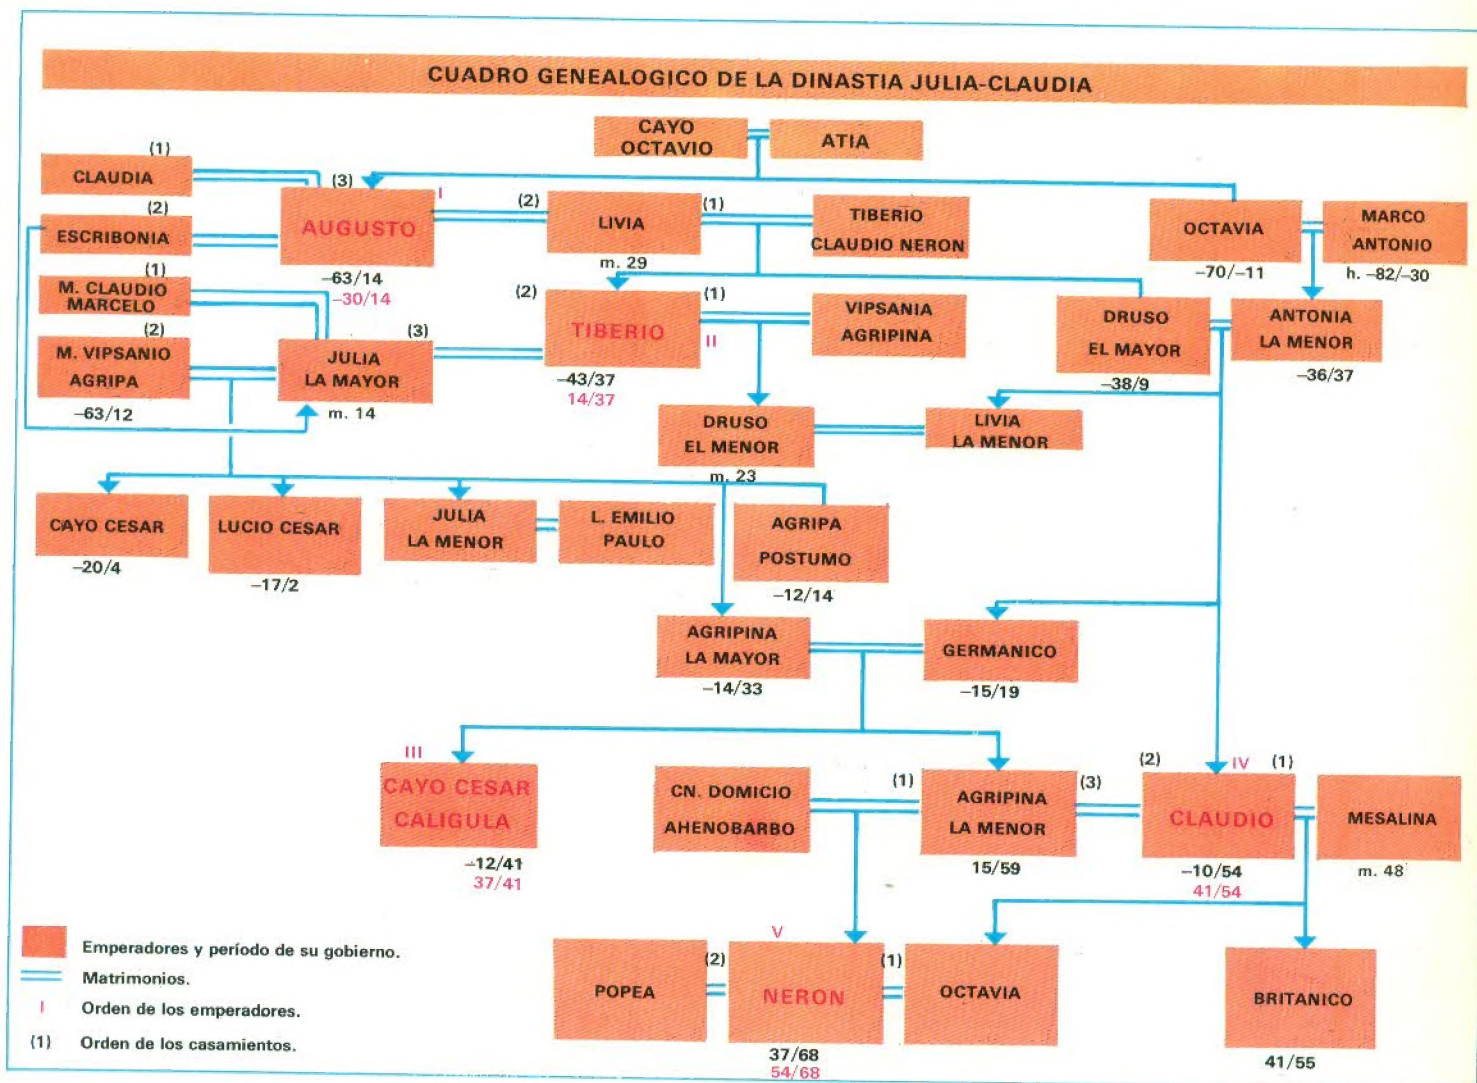 CUADRO GENEALOGICO DE LA DINASTIA JULIA-CLAUDIA
CAYO
OCTAVIO
ATIA
(1)
CLAUDIA
(2)
ESCRIBONIA
(3)
I
AUGUSTO
–63/14
–30/14
(2)
LIVIA
m. 29
(1)
TIBERIO
CLAUDIO NERON
OCTAVIA
–70/–11
MARCO
ANTONIO
h. –82/–30
(1)
M. CLAUDIO
MARCELO
(2)
M. VIPSANIO
AGRIPA
–63/12
JULIA
LA MAYOR
m. 14
(3)
(2)
TIBERIO
–43/37
14/37
(1)
II
VIPSANIA
AGRIPINA
DRUSO
EL MAYOR
–38/9
ANTONIA
LA MENOR
–36/37
DRUSO
EL MENOR
m. 23
LIVIA
LA MENOR
CAYO CESAR
–20/4
LUCIO CESAR
–17/2
JULIA
LA MENOR
L. EMILIO
PAULO
AGRIPA
POSTUMO
–12/14
AGRIPINA
LA MAYOR
–14/33
GERMANICO
–15/19
III
CAYO CESAR
CALIGULA
–12/41
37/41
CN. DOMICIO
AHENOBARBO
(1)
AGRIPINA
LA MENOR
15/59
(3)
(2)
IV
(1)
CLAUDIO
–10/54
41/54
MESALINA
m. 48
POPEA
(2)
V
NERON
37/68
54/68
(1)
OCTAVIA
BRITANICO
41/55
Emperadores y período de su gobierno.
Matrimonios.
I Orden de los emperadores.
(1) Orden de los casamientos.